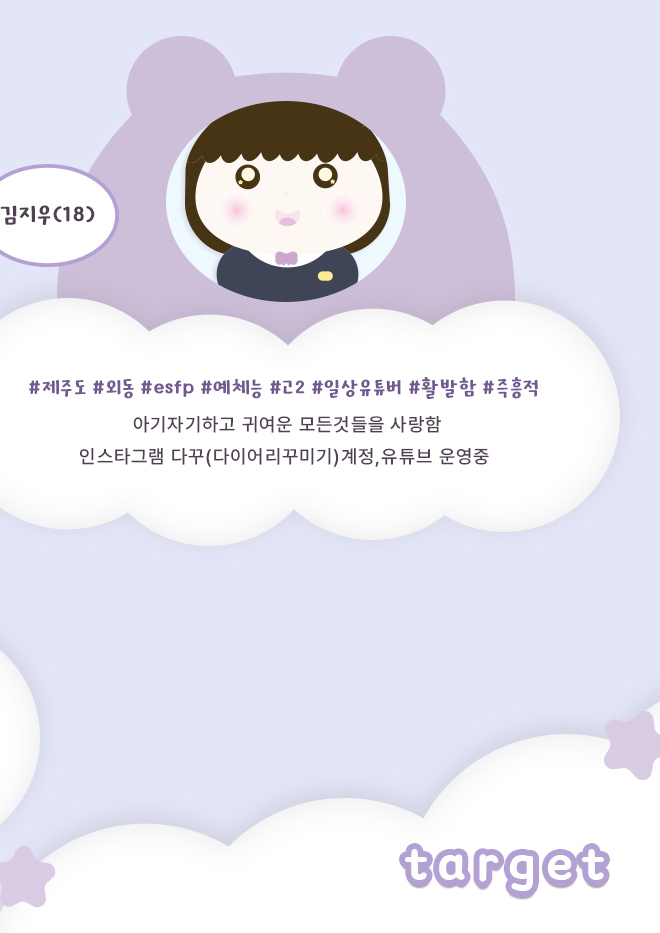 김지우(18)
#제주도 #외동 #esfp #예체능 #고2 #일상유튜버 #활발함 #즉흥적
아기자기하고 귀여운 모든것들을 사랑함
인스타그램 다꾸(다이어리꾸미기)계정,유튜브 운영중
target